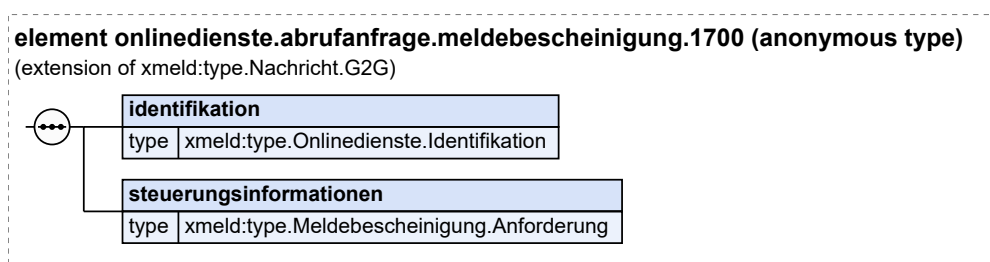 element onlinedienste.abrufanfrage.meldebescheinigung.1700 (anonymous type)
(extension of xmeld:type.Nachricht.G2G)
identifikation
type xmeld:type.Onlinedienste.Identifikation
steuerungsinformationen
type xmeld:type.Meldebescheinigung.Anforderung